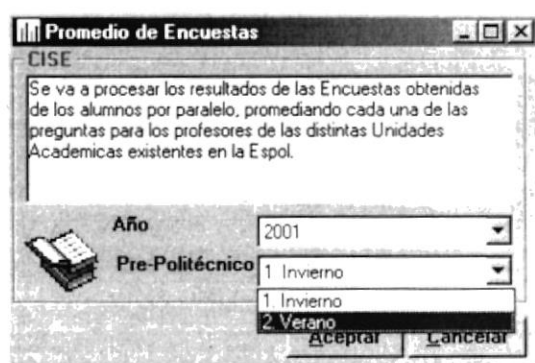 Promedio de Encuestas
CISE
Se va a procesar los resultados de las Encuestas obtenidas
de los alumnos por paralelo, promediando cada una de las
preguntas para los profesores de las distintas Unidades
Academicas existentes en la Espol.
Año 2001
Pre-Politécnico 1. Invierno
1. Invierno
2. Verano
Aceptar Cancelar